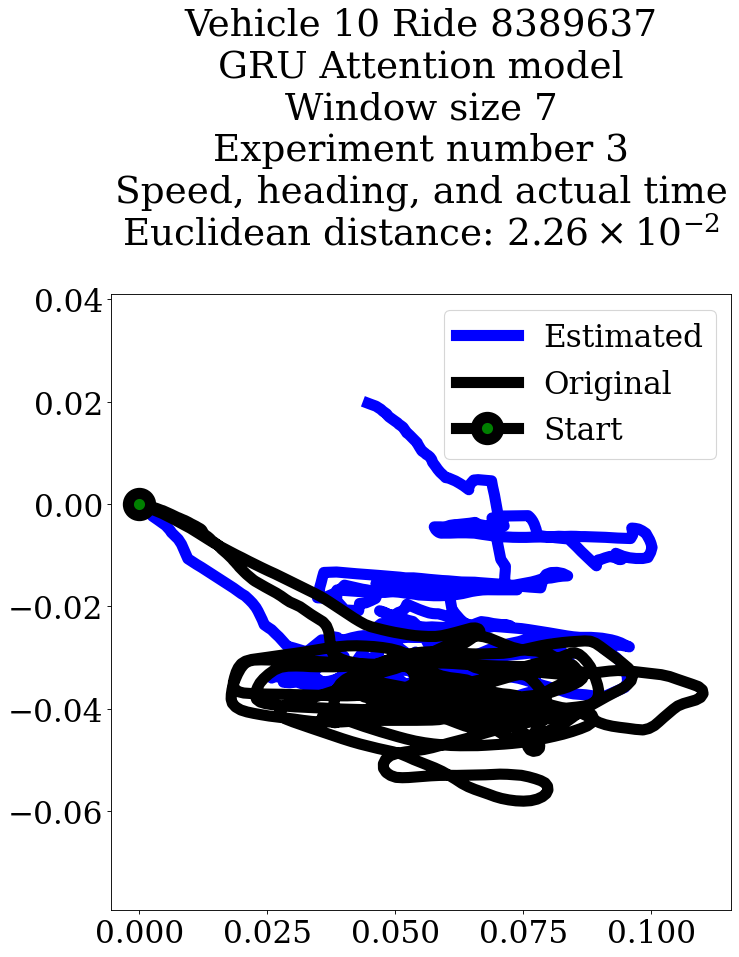 Vehicle 10 Ride 8389637
GRU Attention model
Window size 7
Experiment number 3
Speed, heading, and actual time
Euclidean distance: 2.26 × 10⁻²
Estimated
Original
Start
0.04
0.02
0.00
−0.02
−0.04
−0.06
0.000 0.025 0.050 0.075 0.100